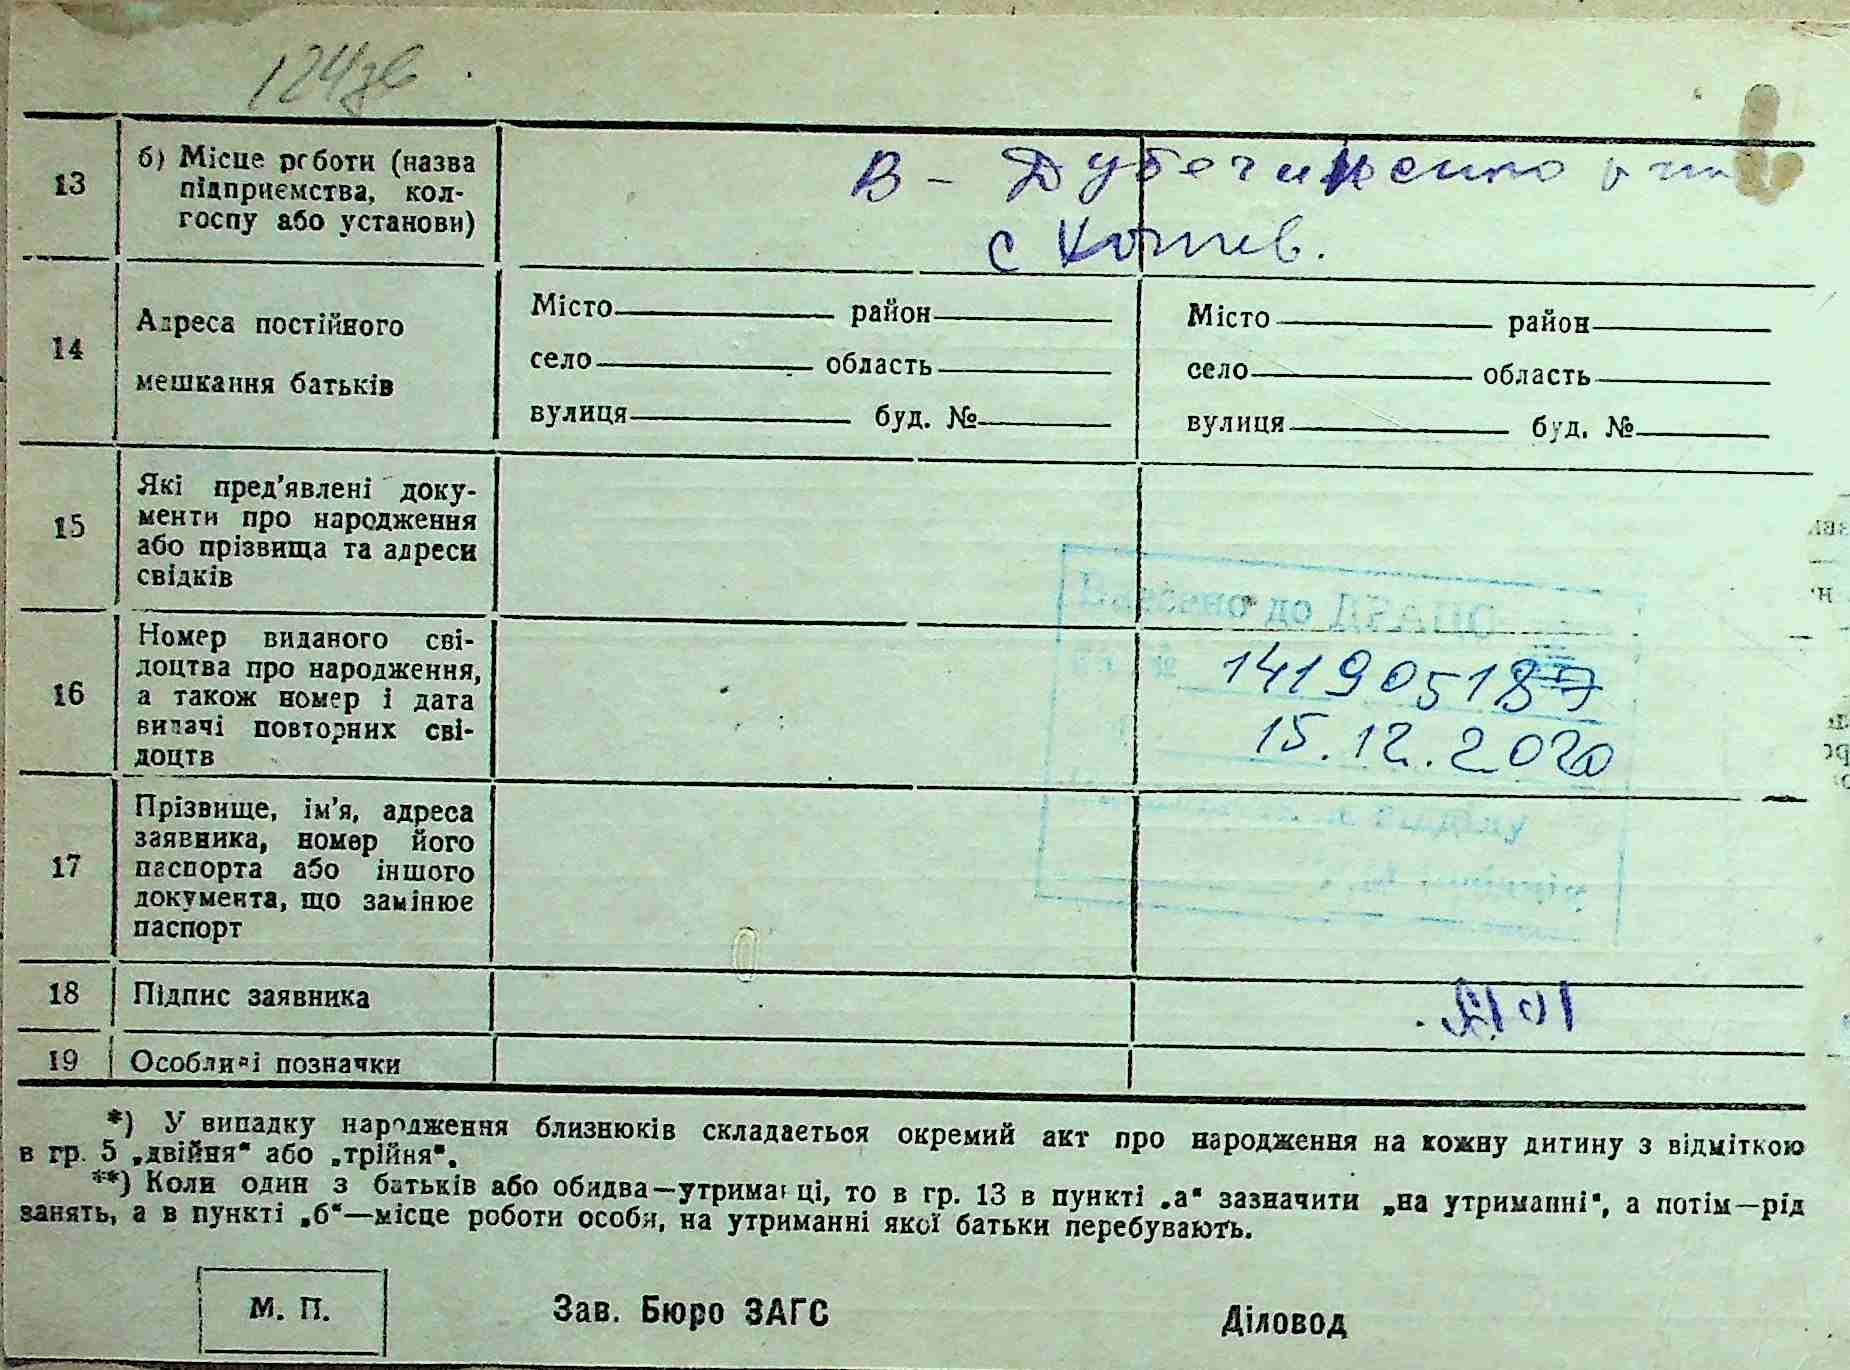 124зв
13
б) Місце роботи (назва
підприємства, кол-
госпу або установи)
В - Дубечинсько
с
14
Адреса постійного
мешкання батьків
Місто район
село область
вулиця буд. №
Місто район
село область
вулиця буд. №
15
Які пред'явлені доку-
менти про народження
або прізвища та адреси
свідків
16
Номер виданого сві-
доцтва про народження,
а також номер і дата
видачі повторних сві-
доцтв
Внесено до ДРАЦС
14190518
15.12.2020
відділу
17
Прізвище, ім'я, адреса
заявника, номер його
паспорта або іншого
документа, що замінює
паспорт
18
Підпис заявника
19
Особливі позначки
*) У випадку народження близнюків складається окремий акт про народження на кожну дитину з відміткою
в гр. 5 „двійня" або „трійня".
**) Коли один з батьків або обидва—утриманці, то в гр. 13 в пункті „а" зазначити „на утриманні", а потім—рід
занять, а в пункті „б"—місце роботи особи, на утриманні якої батьки перебувають.
М. П.
Зав. Бюро ЗАГС
Діловод